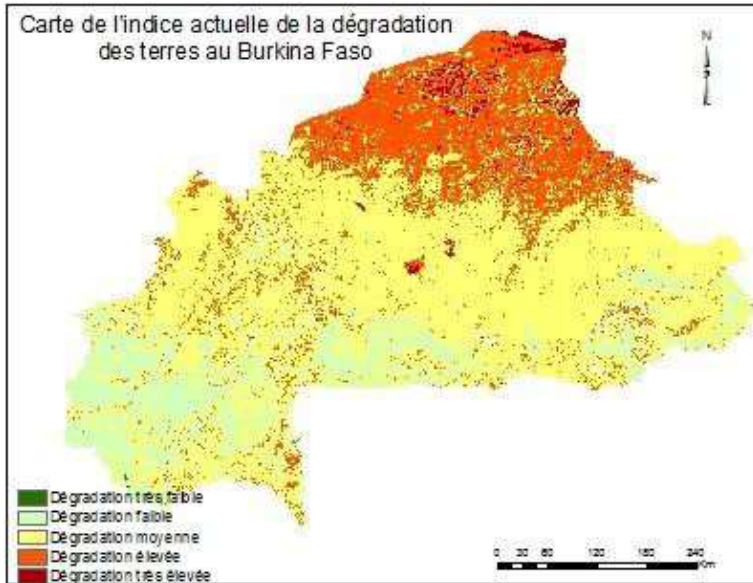 Carte de l'indice actuelle de la dégradation
des terres au Burkina Faso
N
Dégradation très faible
Dégradation faible
Dégradation moyenne
Dégradation élevée
Dégradation très élevée
0 30 60 120 180 240
Km